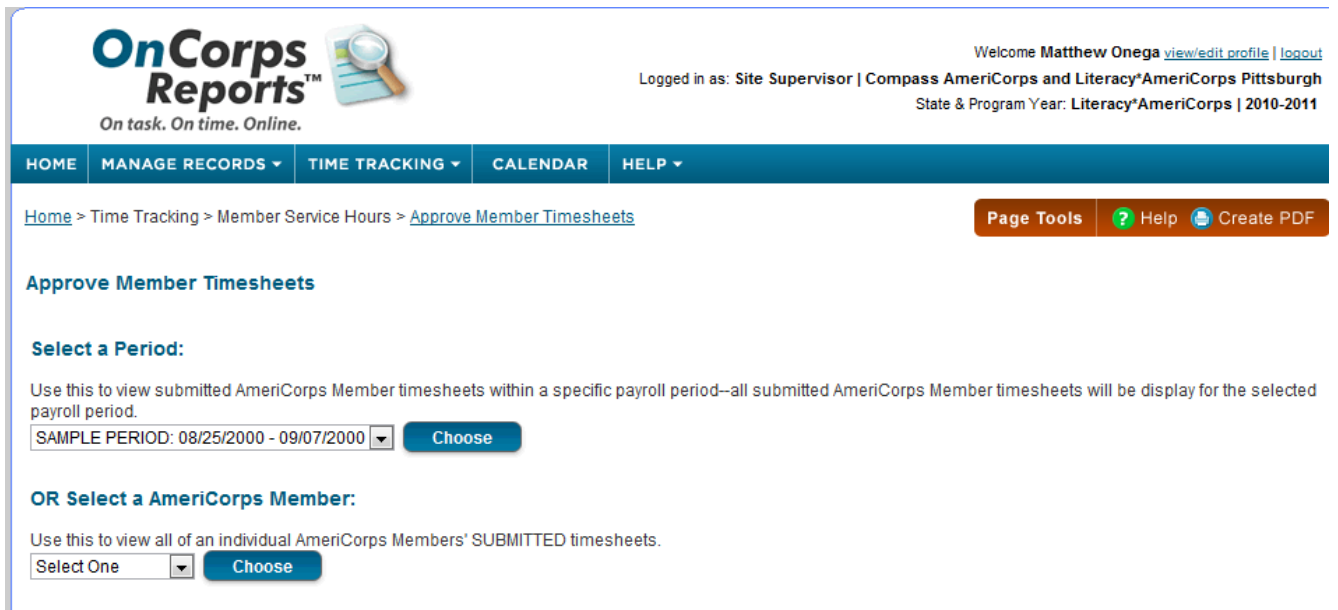 OnCorps
Reports™
On task. On time. Online.
Welcome Matthew Onega view/edit profile | logout
Logged in as: Site Supervisor | Compass AmeriCorps and Literacy*AmeriCorps Pittsburgh
State & Program Year: Literacy*AmeriCorps | 2010-2011
HOME MANAGE RECORDS TIME TRACKING CALENDAR HELP
Home > Time Tracking > Member Service Hours > Approve Member Timesheets
Page Tools ? Help Create PDF
Approve Member Timesheets
Select a Period:
Use this to view submitted AmeriCorps Member timesheets within a specific payroll period--all submitted AmeriCorps Member timesheets will be display for the selected
payroll period.
SAMPLE PERIOD: 08/25/2000 - 09/07/2000 Choose
OR Select a AmeriCorps Member:
Use this to view all of an individual AmeriCorps Members' SUBMITTED timesheets.
Select One Choose